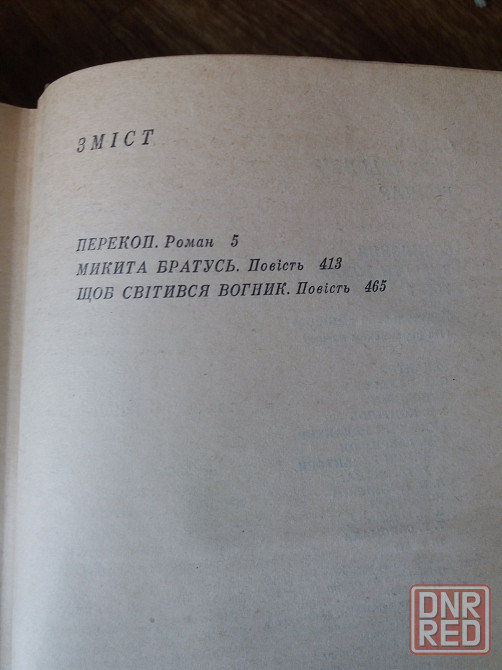 ЗМІСТ
ПЕРЕКОП. Роман 5
МИКИТА БРАТУСЬ. Повість 413
ЩОБ СВІТИВСЯ ВОГНИК. Повість 465
DNR
RED